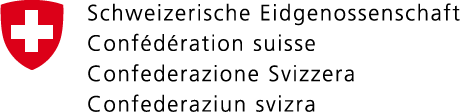 Schweizerische Eidgenossenschaft
Confédération suisse
Confederazione Svizzera
Confederaziun svizra